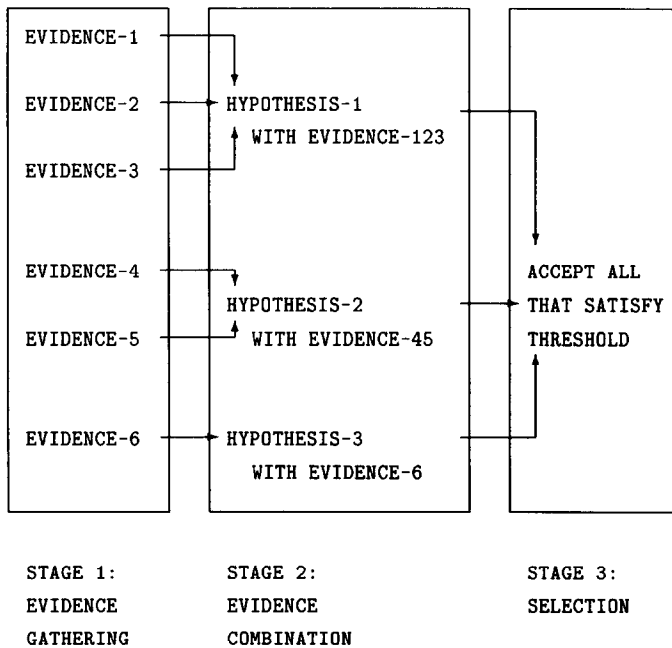 EVIDENCE-1
EVIDENCE-2
EVIDENCE-3
EVIDENCE-4
EVIDENCE-5
EVIDENCE-6
HYPOTHESIS-1
WITH EVIDENCE-123
HYPOTHESIS-2
WITH EVIDENCE-45
HYPOTHESIS-3
WITH EVIDENCE-6
ACCEPT ALL
THAT SATISFY
THRESHOLD
STAGE 1:
EVIDENCE
GATHERING
STAGE 2:
EVIDENCE
COMBINATION
STAGE 3:
SELECTION